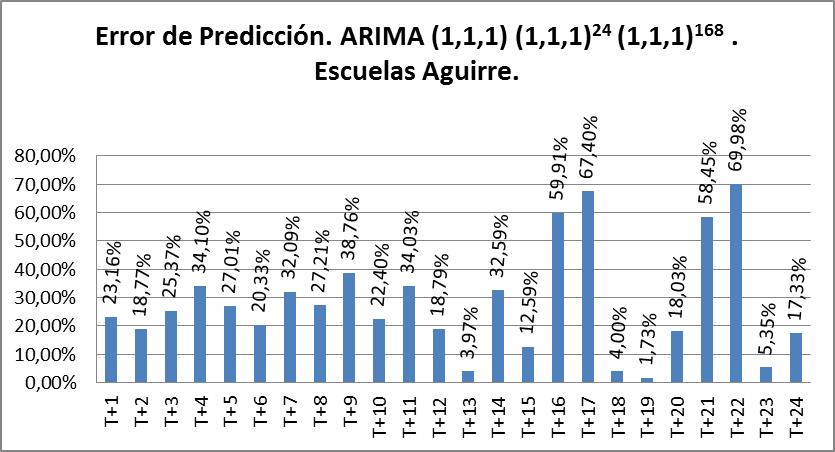 Error de Predicción. ARIMA (1,1,1) (1,1,1)24 (1,1,1)168 .
Escuelas Aguirre.
80,00%
70,00%
60,00%
50,00%
40,00%
30,00%
20,00%
10,00%
0,00%
23,16%
18,77%
25,37%
34,10%
27,01%
20,33%
32,09%
27,21%
38,76%
22,40%
34,03%
18,79%
3,97%
32,59%
12,59%
59,91%
67,40%
4,00%
1,73%
18,03%
58,45%
69,98%
5,35%
17,33%
T+1
T+2
T+3
T+4
T+5
T+6
T+7
T+8
T+9
T+10
T+11
T+12
T+13
T+14
T+15
T+16
T+17
T+18
T+19
T+20
T+21
T+22
T+23
T+24